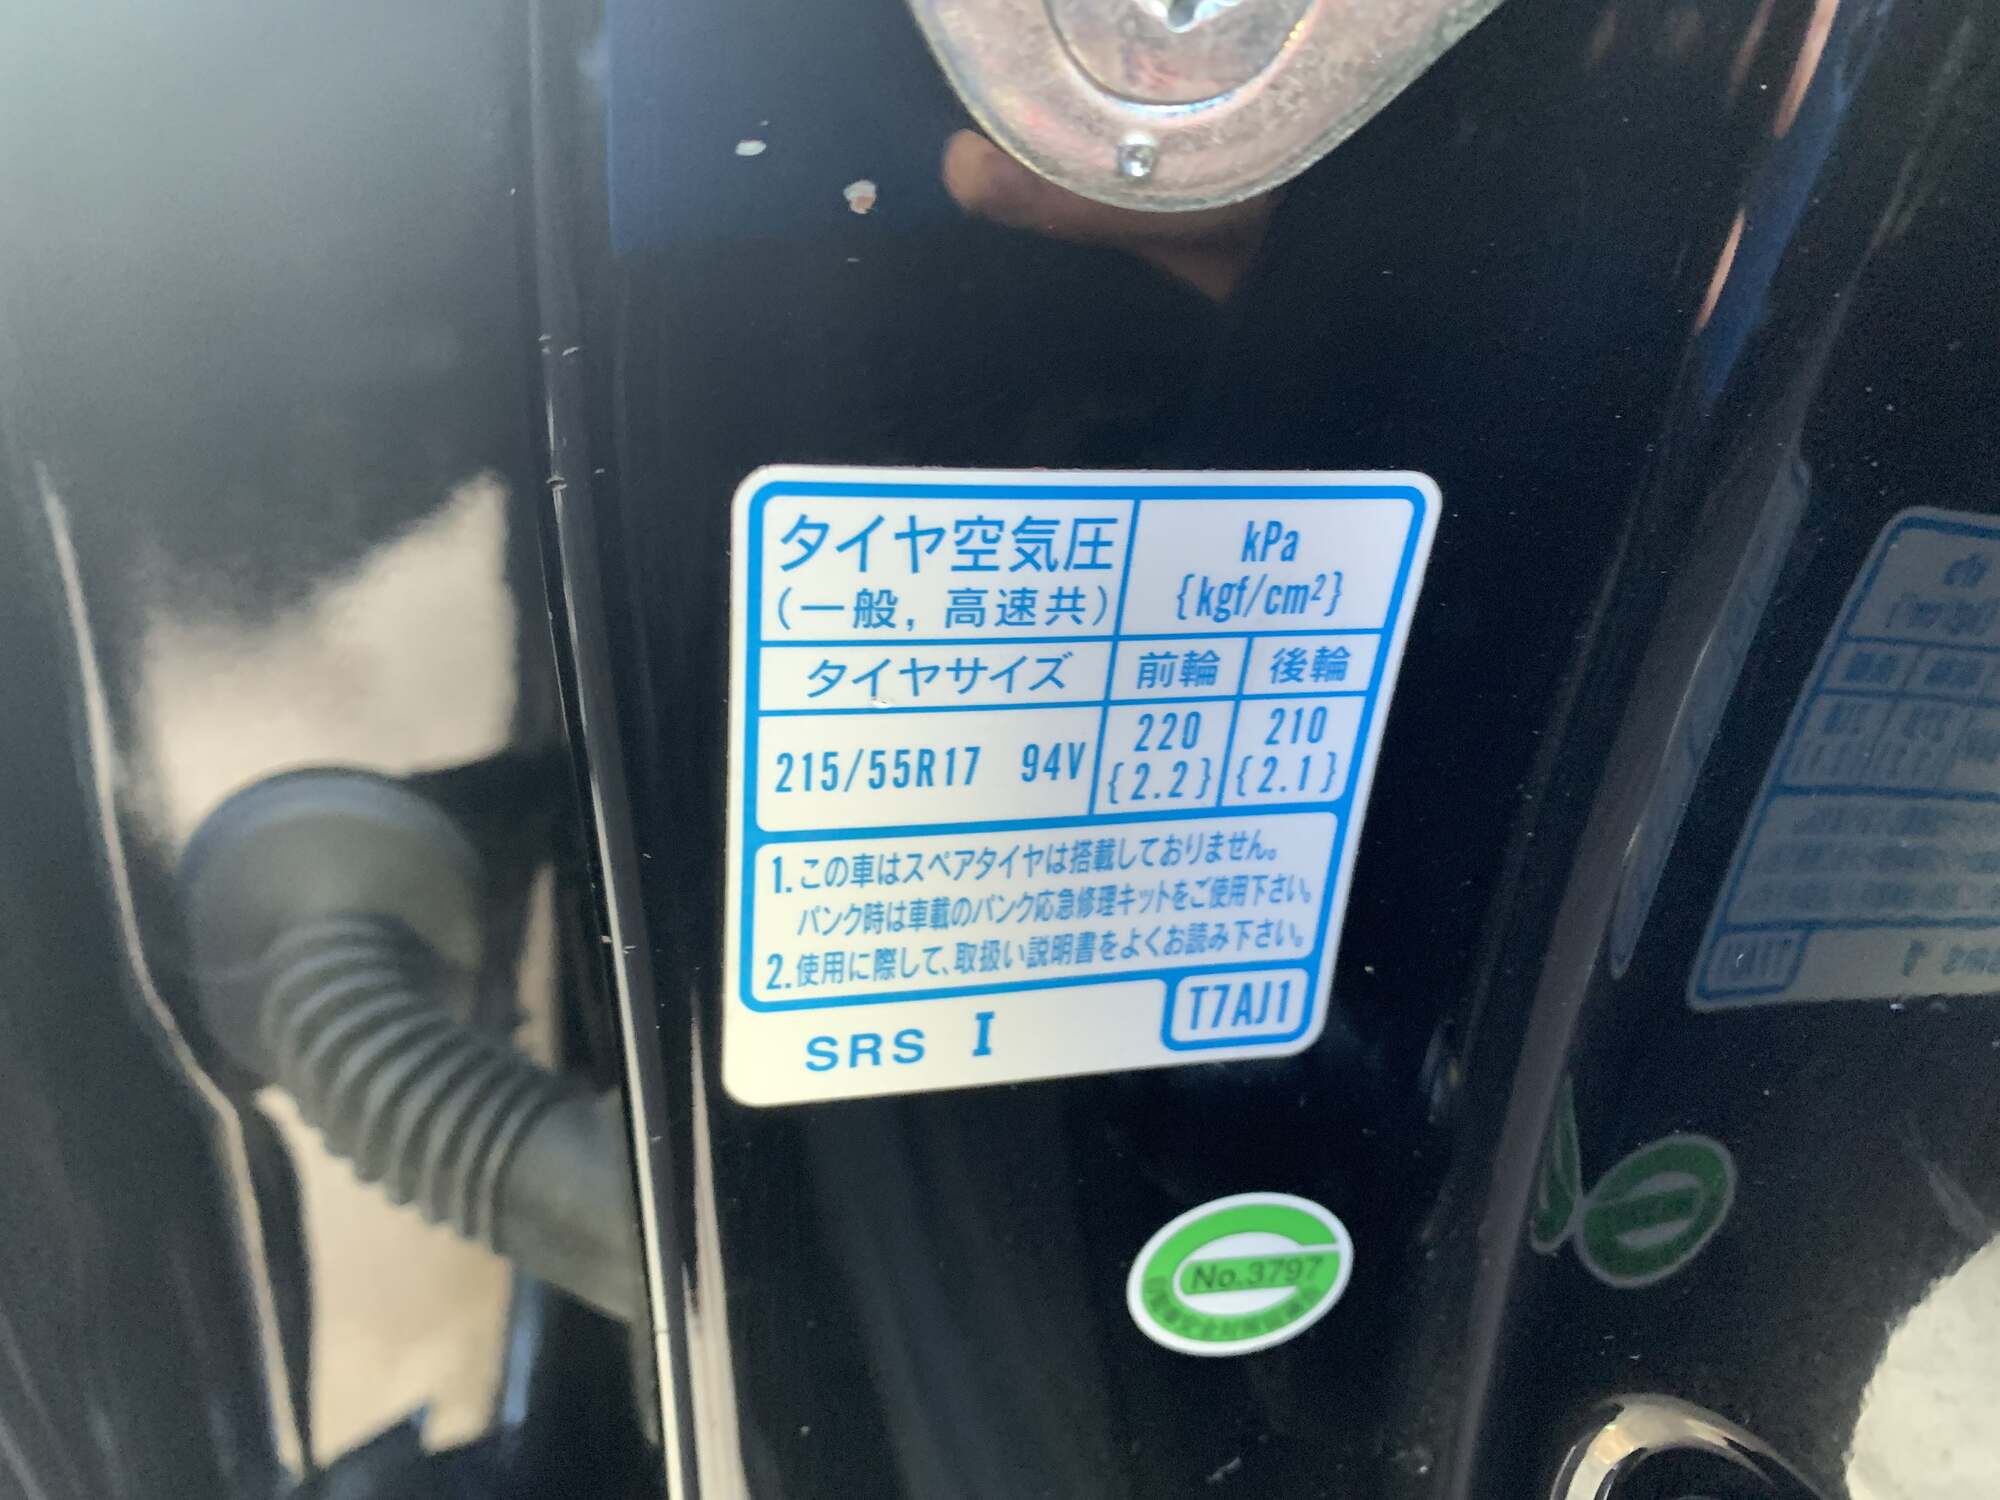 タイヤ空気圧
（一般，高速共）
kPa
{kgf/cm²}
タイヤサイズ 前輪 後輪
215/55R17 94V 220 {2.2} 210 {2.1}
1. この車はスペアタイヤは搭載しておりません。
パンク時は車載のパンク応急修理キットをご使用下さい。
2. 使用に際して、取扱い説明書をよくお読み下さい。
SRS I
T7AJ1
No.3797